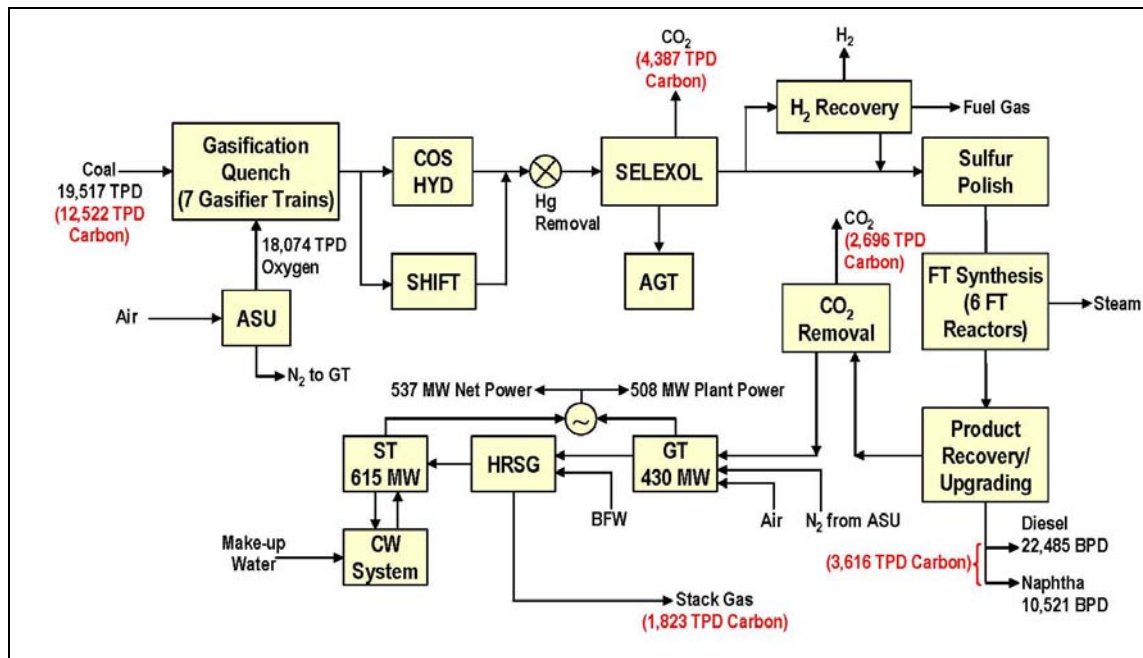 CO2
(4,387 TPD
Carbon)
H2
H2 Recovery
Fuel Gas
Gasification
Quench
(7 Gasifier Trains)
COS
HYD
SELEXOL
Sulfur
Polish
Coal
19,517 TPD
(12,522 TPD
Carbon)
Hg
Removal
CO2
(2,696 TPD
Carbon)
18,074 TPD
Oxygen
SHIFT
AGT
FT Synthesis
(6 FT
Reactors)
Steam
Air
ASU
CO2
Removal
N2 to GT
537 MW Net Power
508 MW Plant Power
~
ST
615 MW
HRSG
GT
430 MW
Product
Recovery/
Upgrading
BFW
Air
N2 from ASU
Make-up
Water
CW
System
Diesel
22,485 BPD
(3,616 TPD Carbon)
Naphtha
10,521 BPD
Stack Gas
(1,823 TPD Carbon)